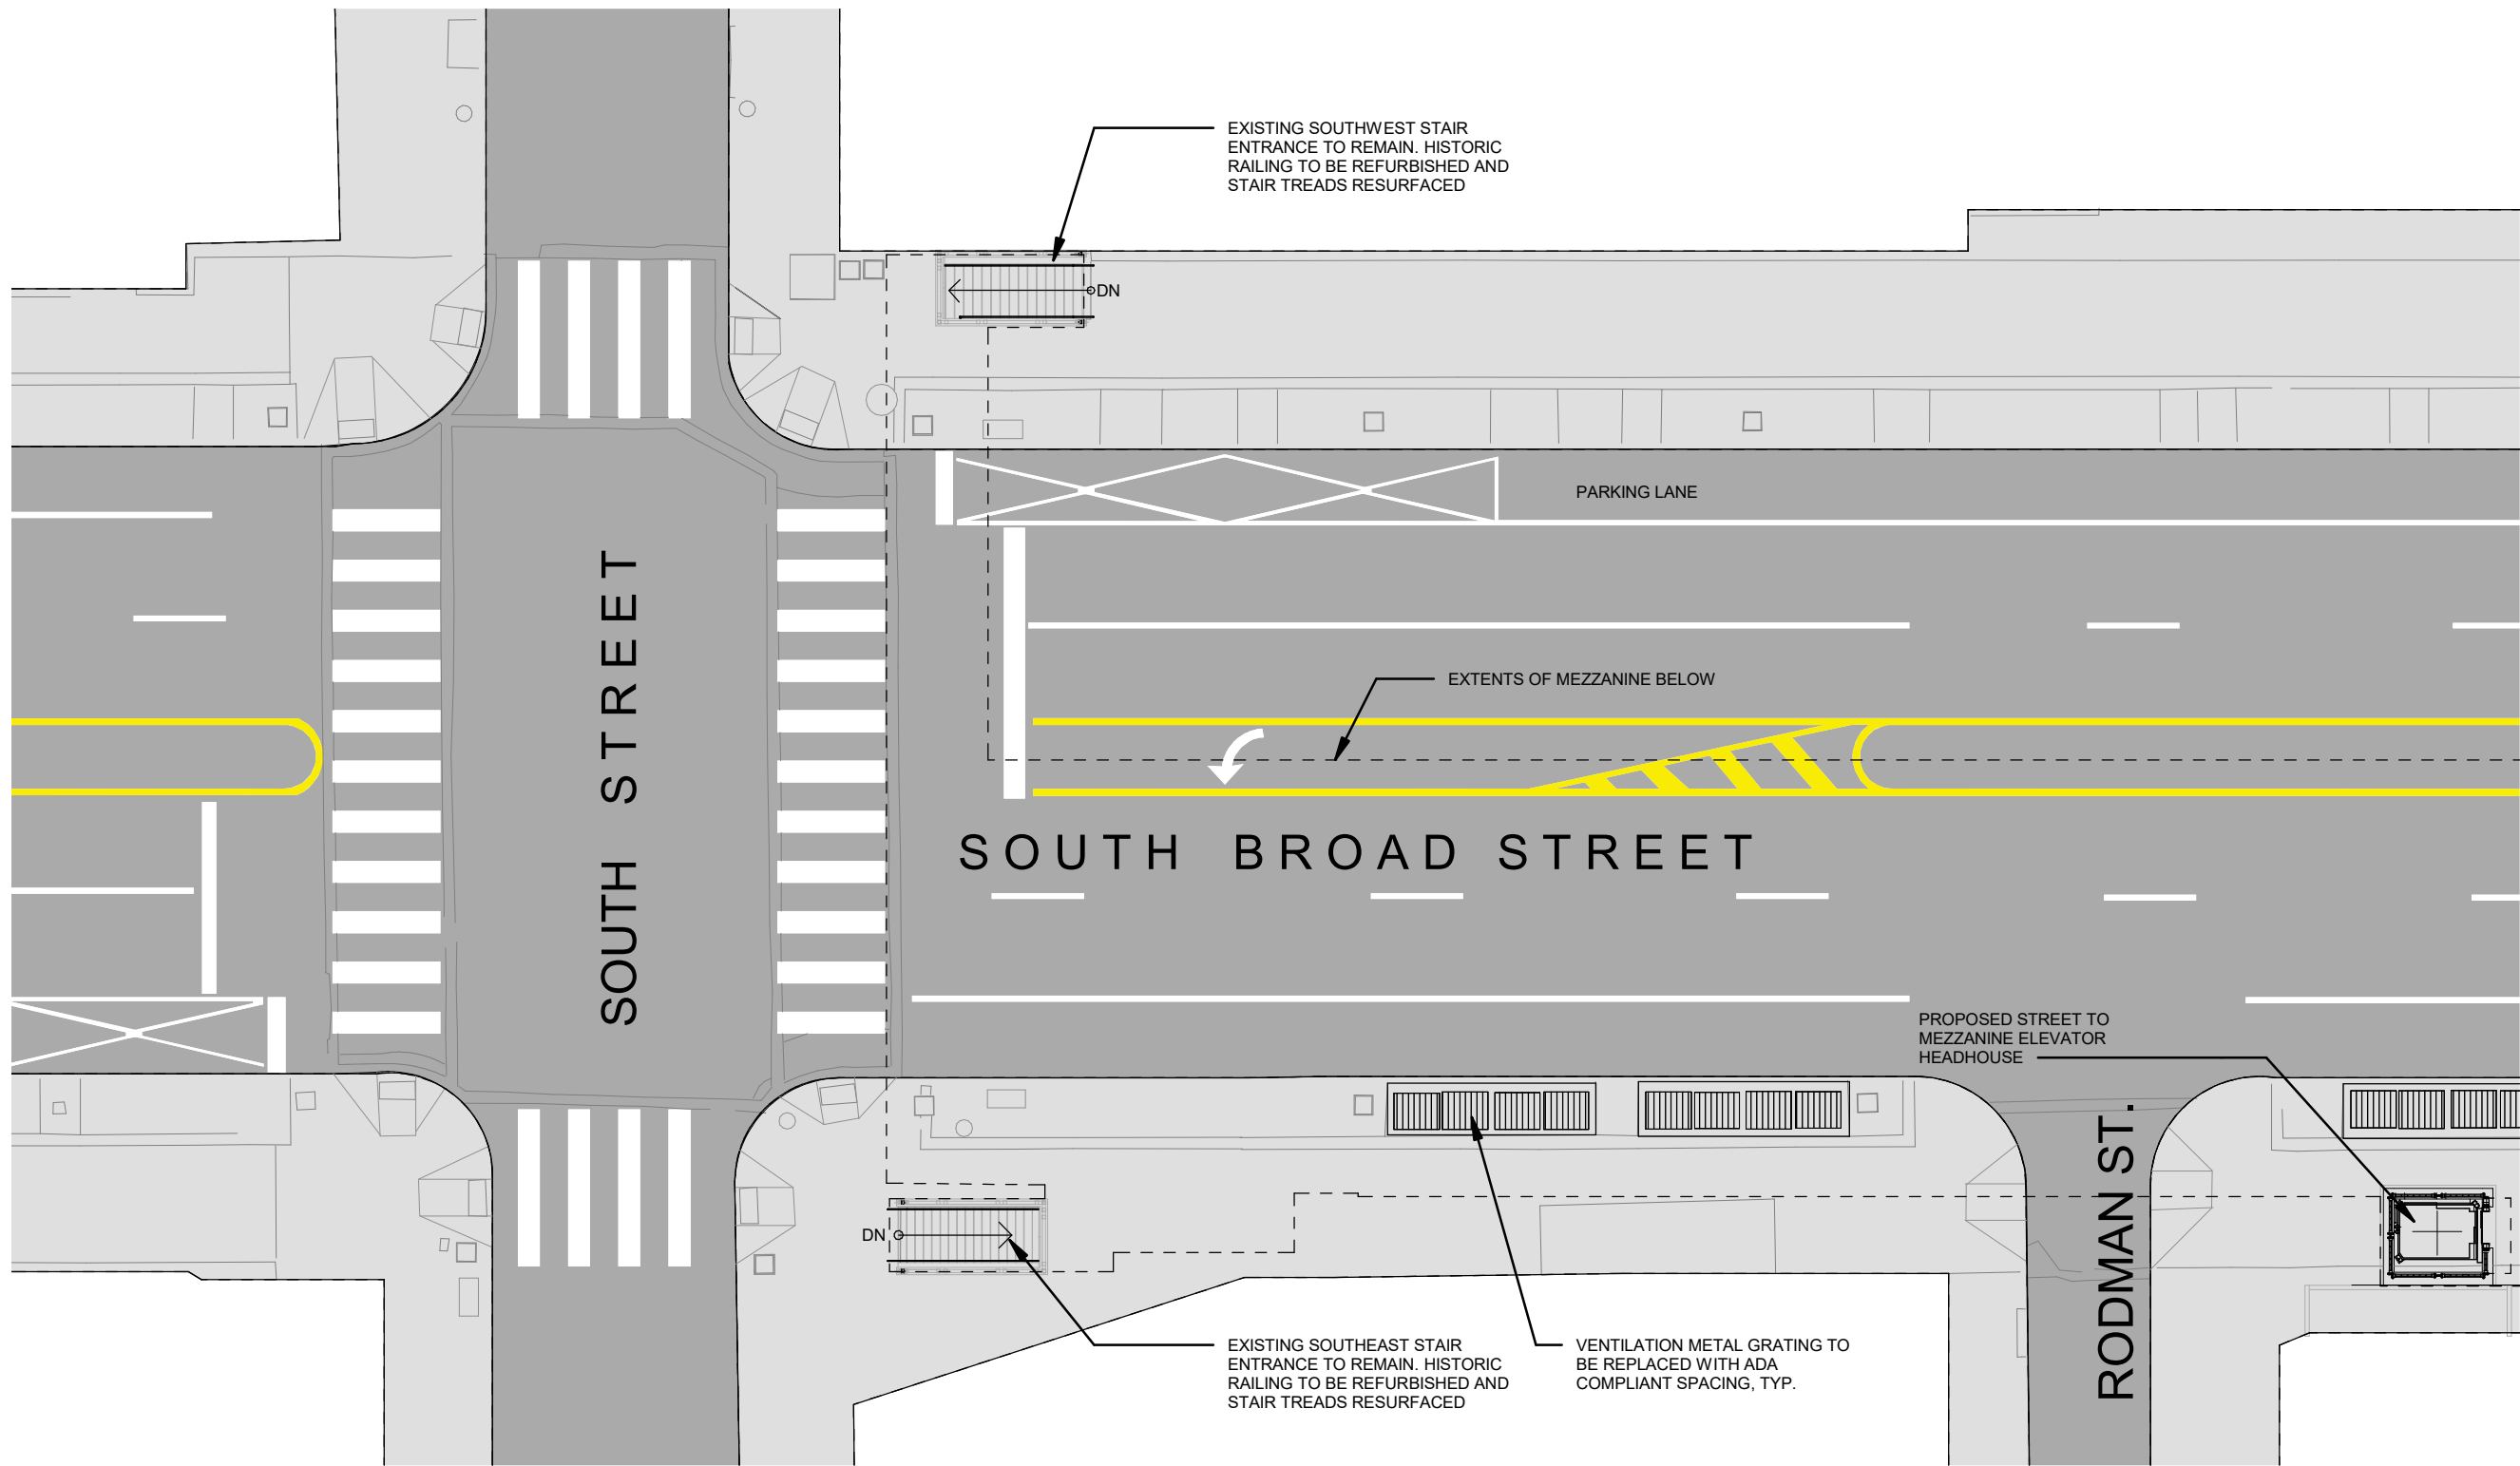 EXISTING SOUTHWEST STAIR
ENTRANCE TO REMAIN. HISTORIC
RAILING TO BE REFURBISHED AND
STAIR TREADS RESURFACED
DN
PARKING LANE
SOUTH STREET
EXTENTS OF MEZZANINE BELOW
SOUTH BROAD STREET
PROPOSED STREET TO
MEZZANINE ELEVATOR
HEADHOUSE
RODMAN ST.
DN
EXISTING SOUTHEAST STAIR
ENTRANCE TO REMAIN. HISTORIC
RAILING TO BE REFURBISHED AND
STAIR TREADS RESURFACED
VENTILATION METAL GRATING TO
BE REPLACED WITH ADA
COMPLIANT SPACING, TYP.